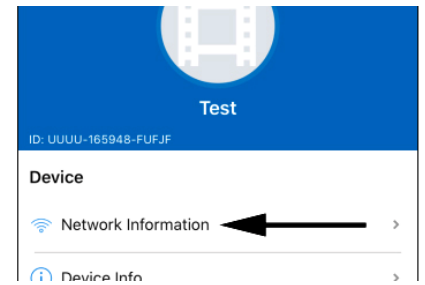 Test
ID: UUUU-165948-FUFJF
Device
Network Information
Device Info